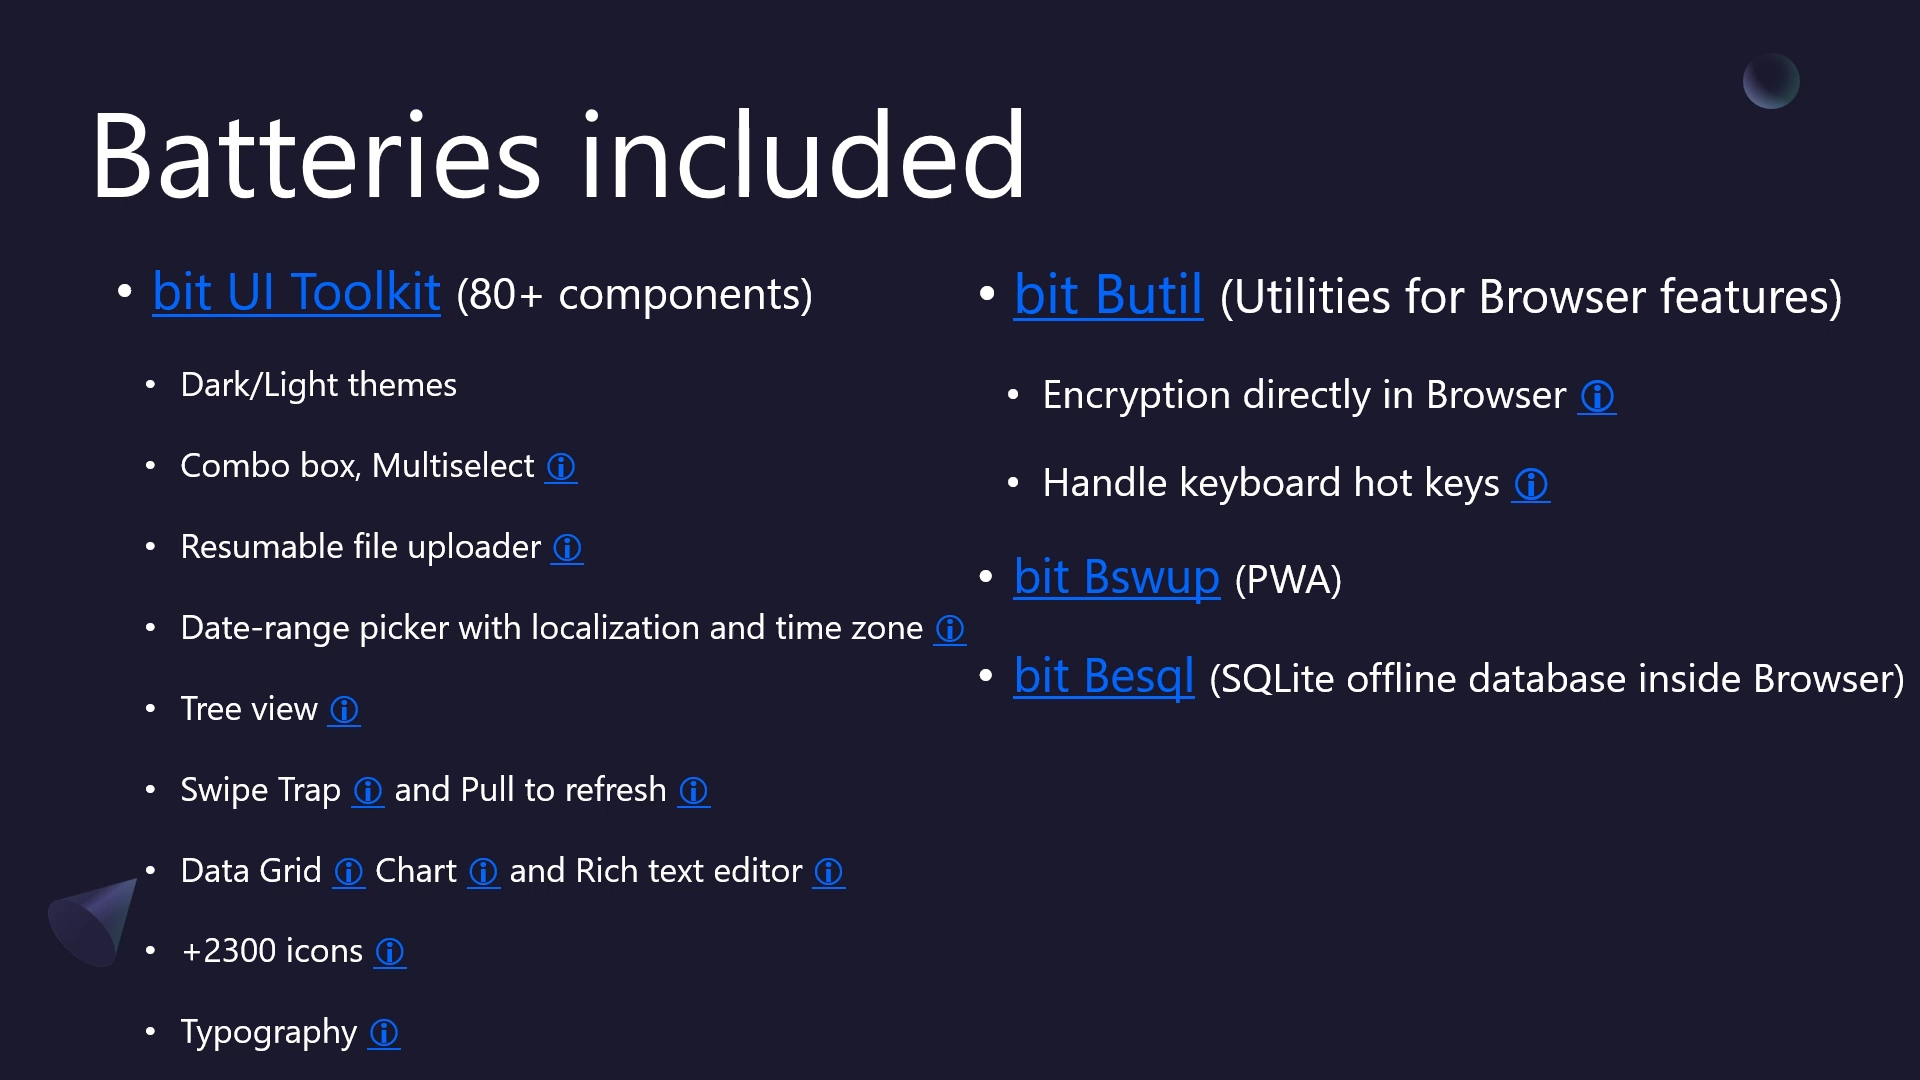 Batteries included
• bit UI Toolkit (80+ components)
• Dark/Light themes
• Combo box, Multiselect ⓘ
• Resumable file uploader ⓘ
• Date-range picker with localization and time zone ⓘ
• Tree view ⓘ
• Swipe Trap ⓘ and Pull to refresh ⓘ
• Data Grid ⓘ Chart ⓘ and Rich text editor ⓘ
• +2300 icons ⓘ
• Typography ⓘ
• bit Butil (Utilities for Browser features)
• Encryption directly in Browser ⓘ
• Handle keyboard hot keys ⓘ
• bit Bswup (PWA)
• bit Besql (SQLite offline database inside Browser)